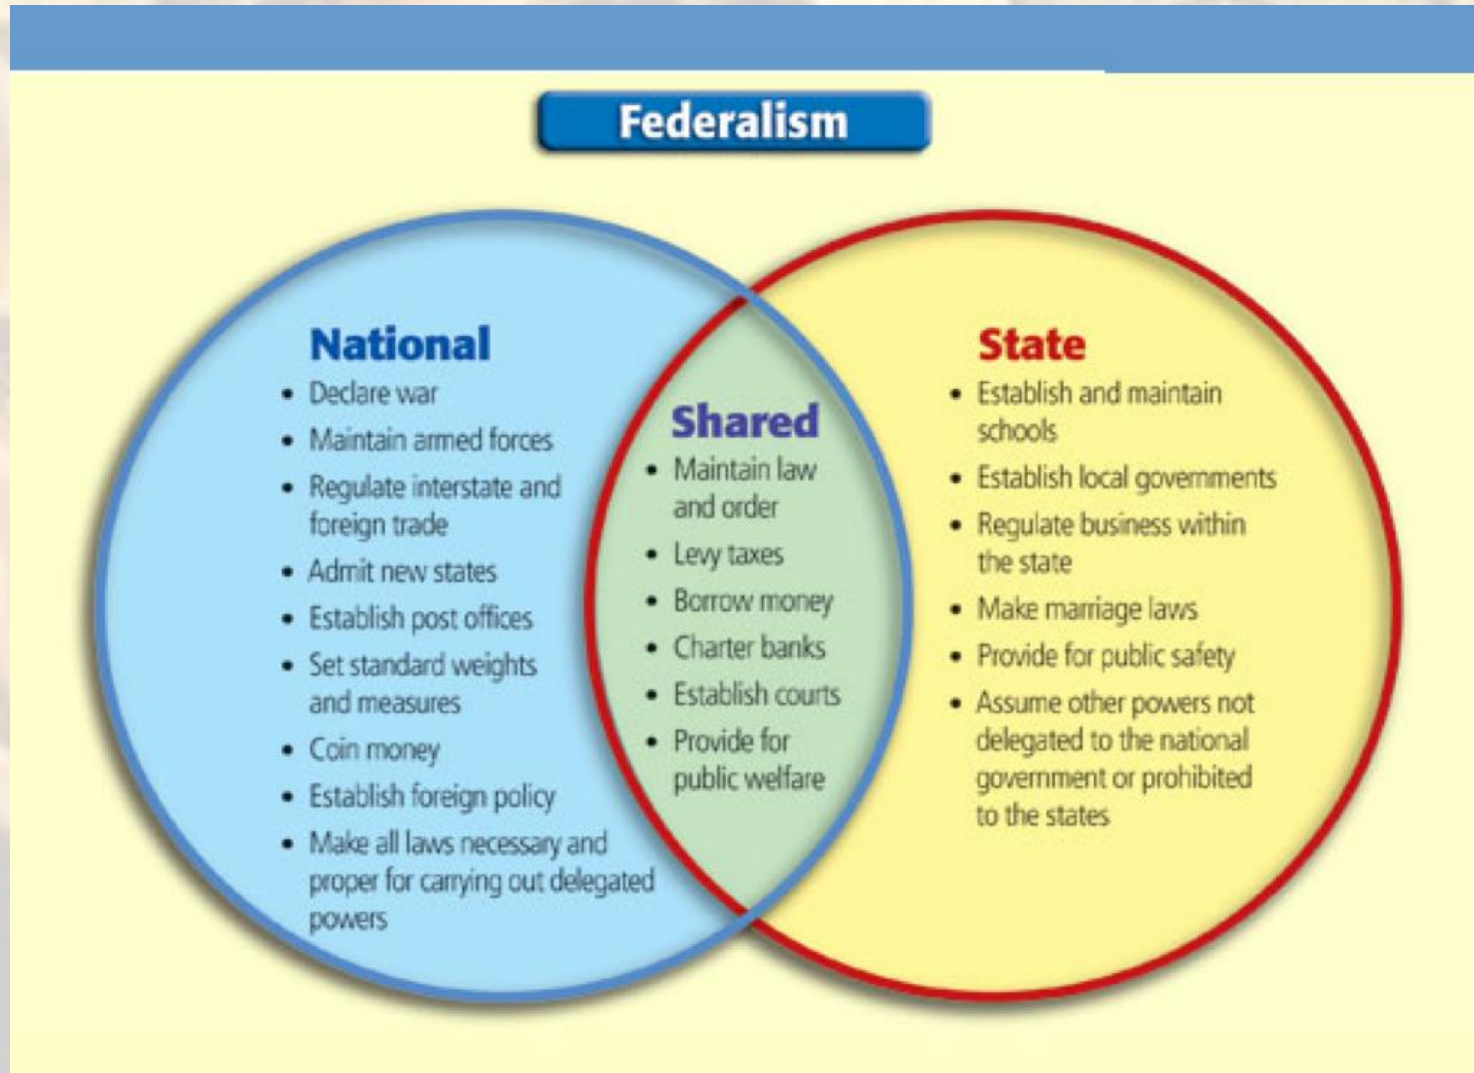 Federalism
National
• Declare war
• Maintain armed forces
• Regulate interstate and
foreign trade
• Admit new states
• Establish post offices
• Set standard weights
and measures
• Coin money
• Establish foreign policy
• Make all laws necessary and
proper for carrying out delegated
powers
Shared
• Maintain law
and order
• Levy taxes
• Borrow money
• Charter banks
• Establish courts
• Provide for
public welfare
State
• Establish and maintain
schools
• Establish local governments
• Regulate business within
the state
• Make marriage laws
• Provide for public safety
• Assume other powers not
delegated to the national
government or prohibited
to the states